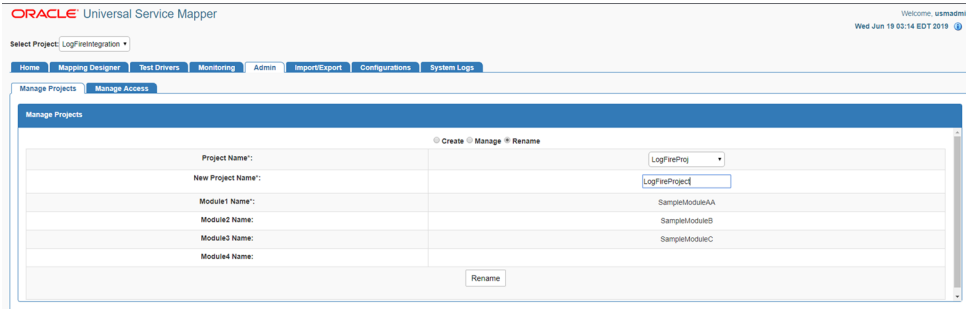 ORACLE® Universal Service Mapper
Welcome, usmadmi
Wed Jun 19 03:14 EDT 2019
Select Project: LogFireIntegration
Home Mapping Designer Test Drivers Monitoring Admin Import/Export Configurations System Logs
Manage Projects Manage Access
Manage Projects
Create Manage Rename
Project Name*: LogFireProj
New Project Name*: LogFireProject
Module1 Name*: SampleModuleAA
Module2 Name: SampleModuleB
Module3 Name: SampleModuleC
Module4 Name:
Rename